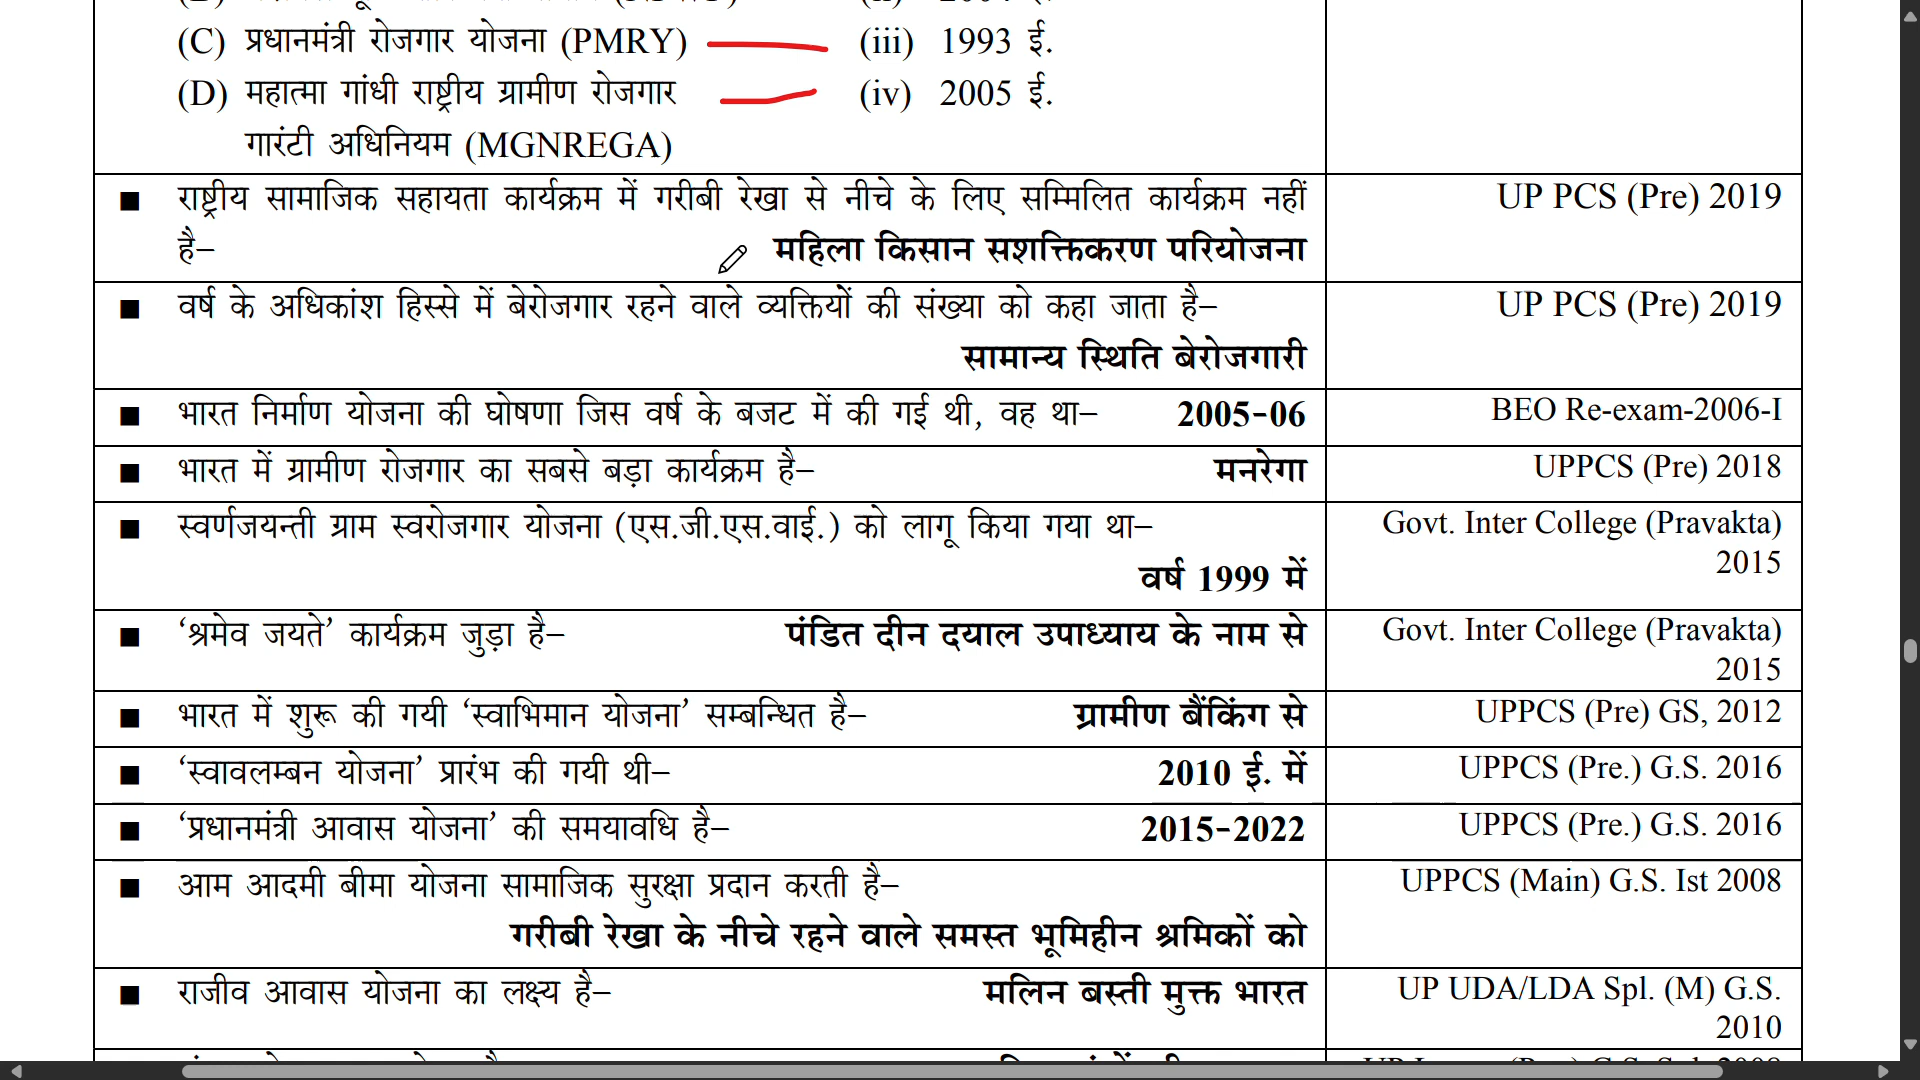 (C) प्रधानमंत्री रोजगार योजना (PMRY) (iii) 1993 ई.
(D) महात्मा गांधी राष्ट्रीय ग्रामीण रोजगार (iv) 2005 ई.
गारंटी अधिनियम (MGNREGA)
■ राष्ट्रीय सामाजिक सहायता कार्यक्रम में गरीबी रेखा से नीचे के लिए सम्मिलित कार्यक्रम नहीं UP PCS (Pre) 2019
है– महिला किसान सशक्तिकरण परियोजना
■ वर्ष के अधिकांश हिस्से में बेरोजगार रहने वाले व्यक्तियों की संख्या को कहा जाता है– UP PCS (Pre) 2019
सामान्य स्थिति बेरोजगारी
■ भारत निर्माण योजना की घोषणा जिस वर्ष के बजट में की गई थी, वह था– 2005-06 BEO Re-exam-2006-I
■ भारत में ग्रामीण रोजगार का सबसे बड़ा कार्यक्रम है– मनरेगा UPPCS (Pre) 2018
■ स्वर्णजयन्ती ग्राम स्वरोजगार योजना (एस.जी.एस.वाई.) को लागू किया गया था– Govt. Inter College (Pravakta)
2015
वर्ष 1999 में
■ ‘श्रमेव जयते’ कार्यक्रम जुड़ा है– पंडित दीन दयाल उपाध्याय के नाम से Govt. Inter College (Pravakta)
2015
■ भारत में शुरू की गयी ‘स्वाभिमान योजना’ सम्बन्धित है– ग्रामीण बैंकिंग से UPPCS (Pre) GS, 2012
■ ‘स्वावलम्बन योजना’ प्रारंभ की गयी थी– 2010 ई. में UPPCS (Pre.) G.S. 2016
■ ‘प्रधानमंत्री आवास योजना’ की समयावधि है– 2015-2022 UPPCS (Pre.) G.S. 2016
■ आम आदमी बीमा योजना सामाजिक सुरक्षा प्रदान करती है– UPPCS (Main) G.S. Ist 2008
गरीबी रेखा के नीचे रहने वाले समस्त भूमिहीन श्रमिकों को
■ राजीव आवास योजना का लक्ष्य है– मलिन बस्ती मुक्त भारत UP UDA/LDA Spl. (M) G.S.
2010